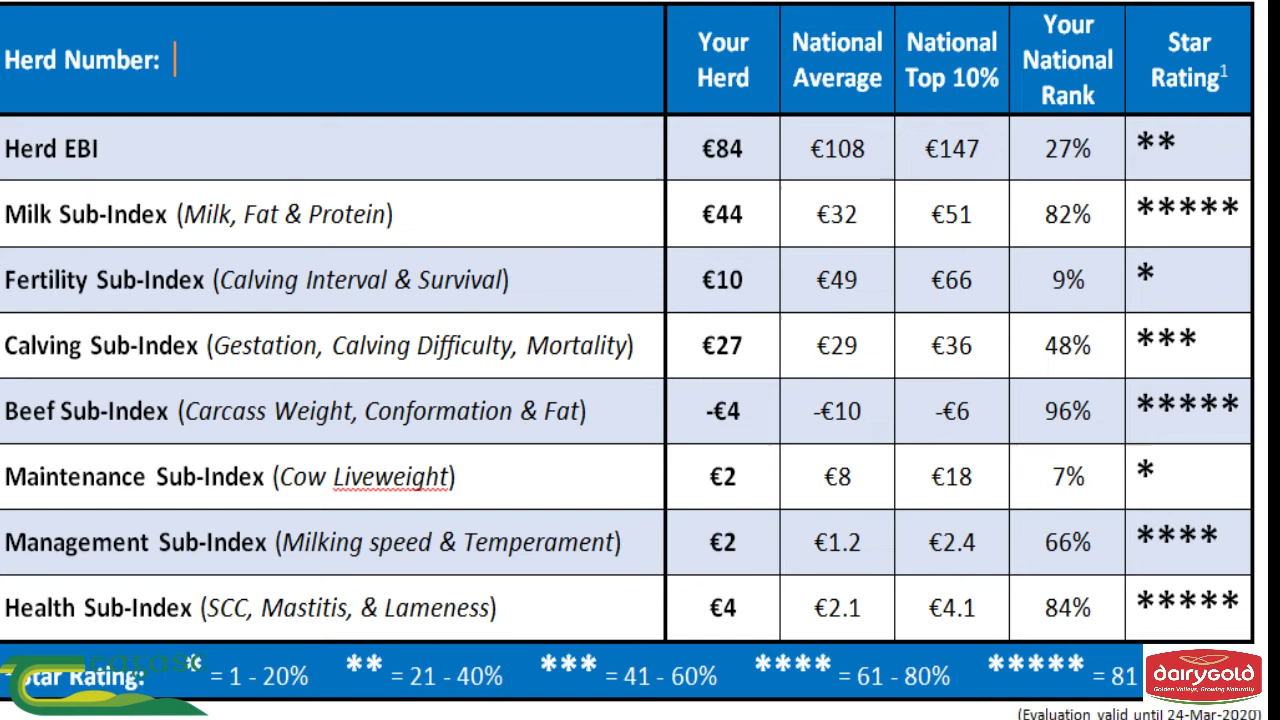 Herd Number: Your Herd National Average National Top 10% Your National Rank Star Rating¹
Herd EBI €84 €108 €147 27% **
Milk Sub-Index (Milk, Fat & Protein) €44 €32 €51 82% *****
Fertility Sub-Index (Calving Interval & Survival) €10 €49 €66 9% *
Calving Sub-Index (Gestation, Calving Difficulty, Mortality) €27 €29 €36 48% ***
Beef Sub-Index (Carcass Weight, Conformation & Fat) -€4 -€10 -€6 96% *****
Maintenance Sub-Index (Cow Liveweight) €2 €8 €18 7% *
Management Sub-Index (Milking speed & Temperament) €2 €1.2 €2.4 66% ****
Health Sub-Index (SCC, Mastitis, & Lameness) €4 €2.1 €4.1 84% *****
Star Rating: * = 1 - 20% ** = 21 - 40% *** = 41 - 60% **** = 61 - 80% ***** = 81
dairygold
Golden Valleys, Growing Naturally
(Evaluation valid until 24-Mar-2020)